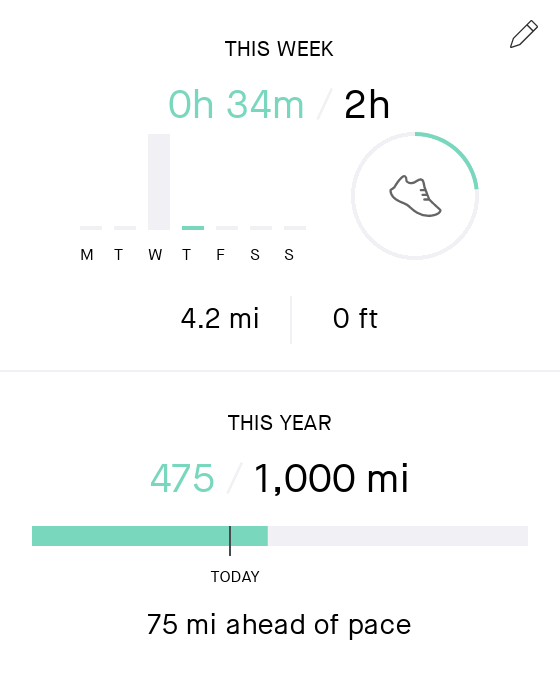 THIS WEEK
0h 34m / 2h
M T W T F S S
4.2 mi | 0 ft
THIS YEAR
475 / 1,000 mi
TODAY
75 mi ahead of pace